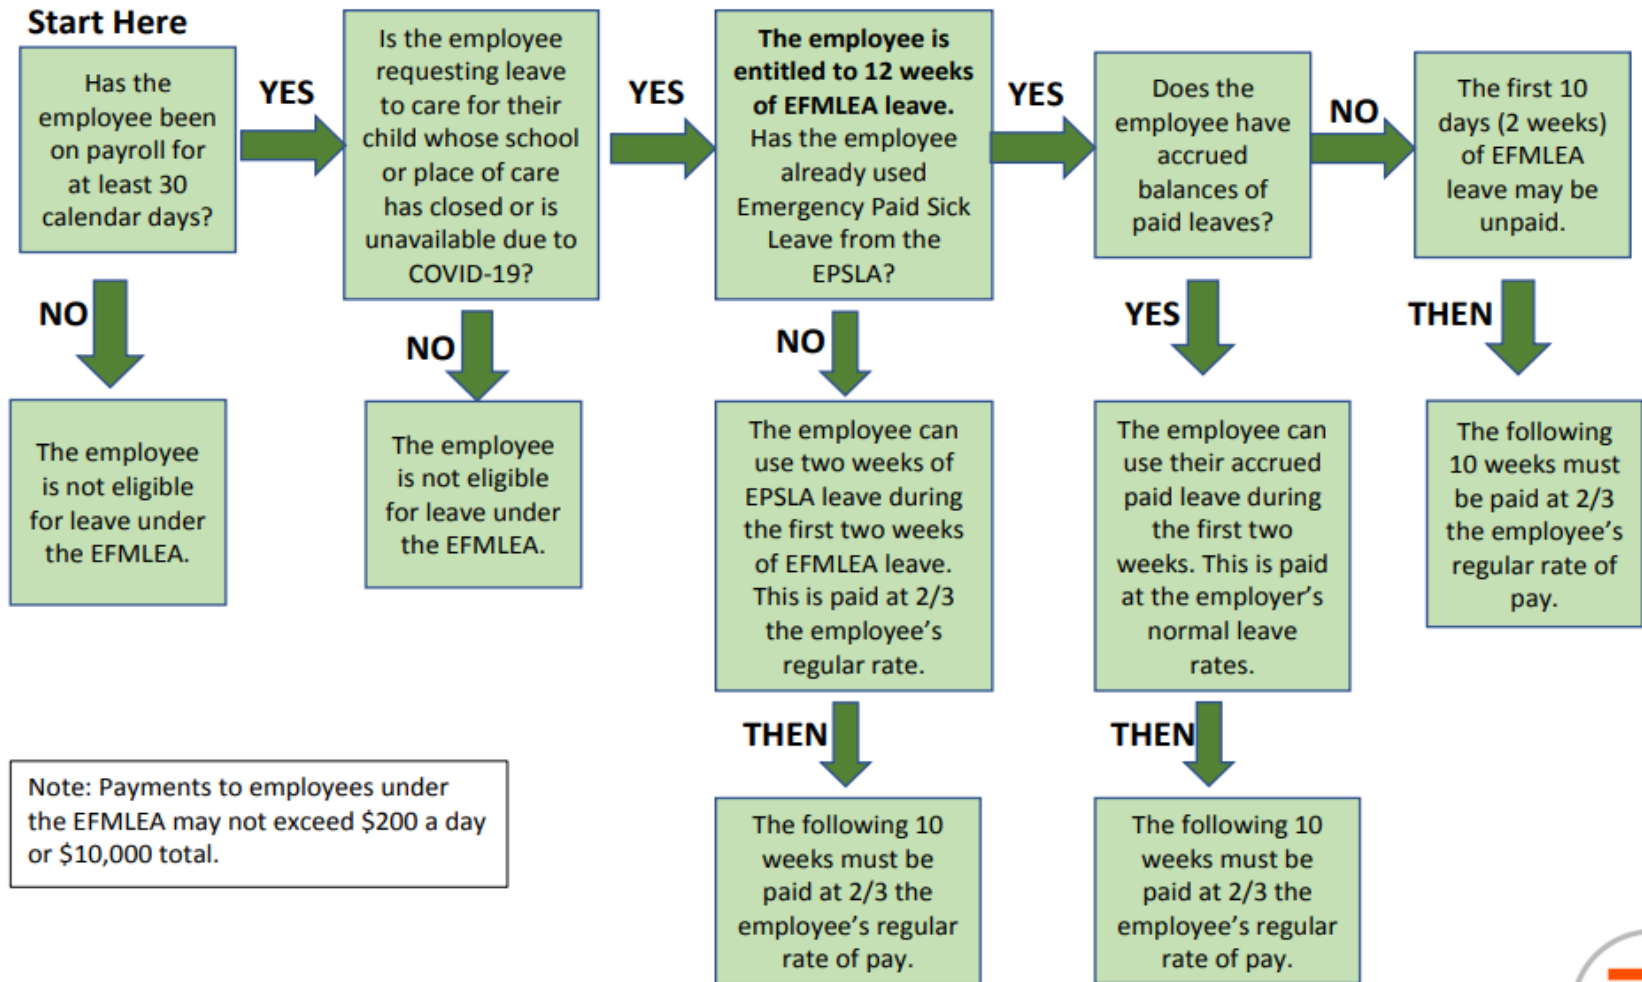 Start Here
Has the
employee been
on payroll for
at least 30
calendar days?
YES
Is the employee
requesting leave
to care for their
child whose school
or place of care
has closed or is
unavailable due to
COVID-19?
YES
The employee is
entitled to 12 weeks
of EFMLEA leave.
Has the employee
already used
Emergency Paid Sick
Leave from the
EPSLA?
YES
Does the
employee have
accrued
balances of
paid leaves?
NO
The first 10
days (2 weeks)
of EFMLEA
leave may be
unpaid.
NO
NO
NO
YES
THEN
The employee
is not eligible
for leave under
the EFMLEA.
The employee
is not eligible
for leave under
the EFMLEA.
The employee can
use two weeks of
EPSLA leave during
the first two weeks
of EFMLEA leave.
This is paid at 2/3
the employee’s
regular rate.
The employee can
use their accrued
paid leave during
the first two
weeks. This is paid
at the employer’s
normal leave
rates.
The following
10 weeks must
be paid at 2/3
the employee’s
regular rate of
pay.
THEN
THEN
Note: Payments to employees under
the EFMLEA may not exceed $200 a day
or $10,000 total.
The following 10
weeks must be
paid at 2/3 the
employee’s regular
rate of pay.
The following 10
weeks must be
paid at 2/3 the
employee’s regular
rate of pay.